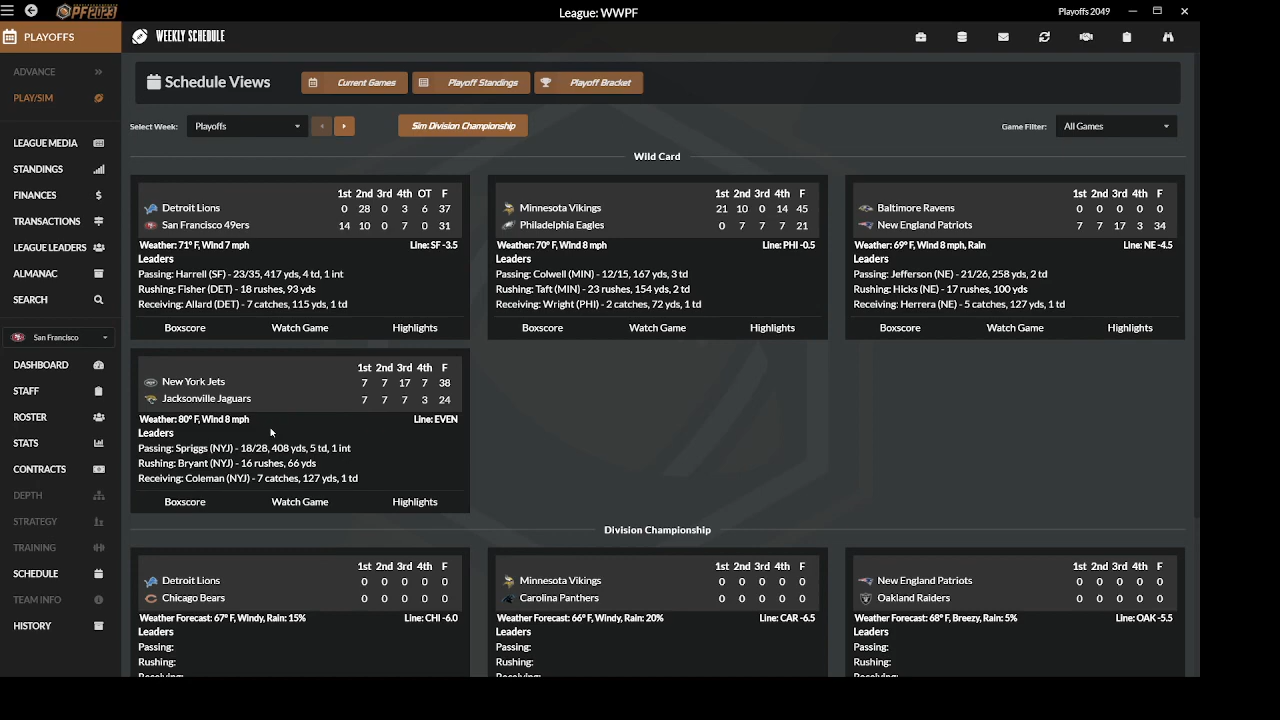 PF2023
League: WWPF
Playoffs 2049
PLAYOFFS
WEEKLY SCHEDULE
ADVANCE
PLAY/SIM
LEAGUE MEDIA
STANDINGS
FINANCES
TRANSACTIONS
LEAGUE LEADERS
ALMANAC
SEARCH
San Francisco
DASHBOARD
STAFF
ROSTER
STATS
CONTRACTS
DEPTH
STRATEGY
TRAINING
SCHEDULE
TEAM INFO
HISTORY
Schedule Views
Current Games
Playoff Standings
Playoff Bracket
Select Week:
Playoffs
Sim Division Championship
Game Filter:
All Games
Wild Card
1st 2nd 3rd 4th OT F
Detroit Lions 0 28 0 3 6 37
San Francisco 49ers 14 10 0 7 0 31
Weather: 71° F, Wind 7 mph Line: SF -3.5
Leaders
Passing: Harrell (SF) - 23/35, 417 yds, 4 td, 1 int
Rushing: Fisher (DET) - 18 rushes, 93 yds
Receiving: Allard (DET) - 7 catches, 115 yds, 1 td
Boxscore Watch Game Highlights
1st 2nd 3rd 4th F
Minnesota Vikings 21 10 0 14 45
Philadelphia Eagles 0 7 7 7 21
Weather: 70° F, Wind 8 mph Line: PHI -0.5
Leaders
Passing: Colwell (MIN) - 12/15, 167 yds, 3 td
Rushing: Taft (MIN) - 23 rushes, 154 yds, 2 td
Receiving: Wright (PHI) - 2 catches, 72 yds, 1 td
Boxscore Watch Game Highlights
1st 2nd 3rd 4th F
Baltimore Ravens 0 0 0 0 0
New England Patriots 7 7 17 3 34
Weather: 69° F, Wind 8 mph, Rain Line: NE -4.5
Leaders
Passing: Jefferson (NE) - 21/26, 258 yds, 2 td
Rushing: Hicks (NE) - 17 rushes, 100 yds
Receiving: Herrera (NE) - 5 catches, 127 yds, 1 td
Boxscore Watch Game Highlights
1st 2nd 3rd 4th F
New York Jets 7 7 17 7 38
Jacksonville Jaguars 7 7 7 3 24
Weather: 80° F, Wind 8 mph Line: EVEN
Leaders
Passing: Spriggs (NYJ) - 18/28, 408 yds, 5 td, 1 int
Rushing: Bryant (NYJ) - 16 rushes, 66 yds
Receiving: Coleman (NYJ) - 7 catches, 127 yds, 1 td
Boxscore Watch Game Highlights
Division Championship
1st 2nd 3rd 4th F
Detroit Lions 0 0 0 0 0
Chicago Bears 0 0 0 0 0
Weather Forecast: 67° F, Windy, Rain: 15% Line: CHI -6.0
Leaders
Passing:
Rushing:
Receiving:
1st 2nd 3rd 4th F
Minnesota Vikings 0 0 0 0 0
Carolina Panthers 0 0 0 0 0
Weather Forecast: 66° F, Windy, Rain: 20% Line: CAR -6.5
Leaders
Passing:
Rushing:
Receiving:
1st 2nd 3rd 4th F
New England Patriots 0 0 0 0 0
Oakland Raiders 0 0 0 0 0
Weather Forecast: 68° F, Breezy, Rain: 5% Line: OAK -5.5
Leaders
Passing:
Rushing:
Receiving: